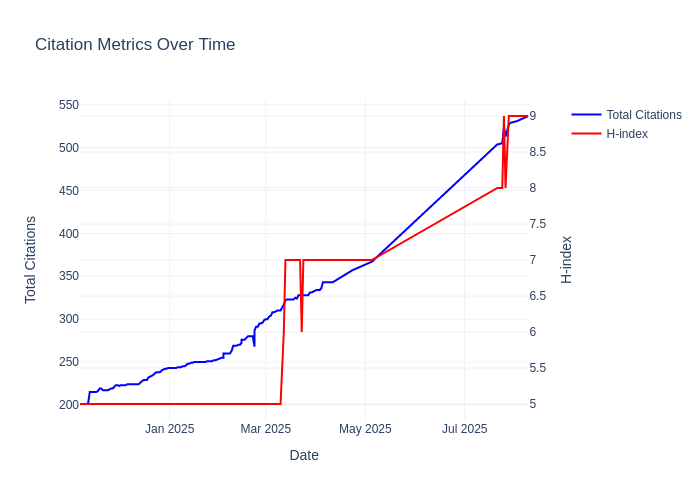 Citation Metrics Over Time
Total Citations
H-index
550
500
450
400
350
300
250
200
9
8.5
8
7.5
7
6.5
6
5.5
5
Jan 2025
Mar 2025
May 2025
Jul 2025
Date
Total Citations
H-index